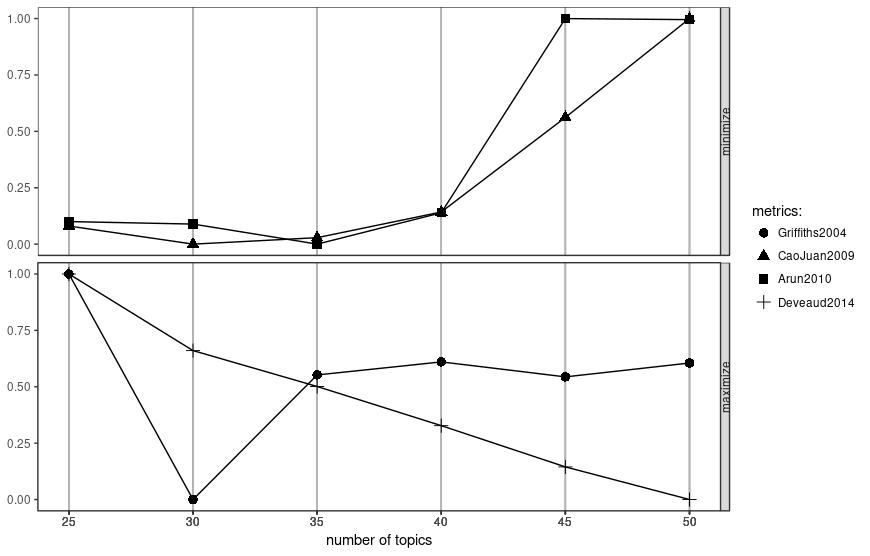 1.00
0.75
0.50
0.25
0.00
minimize
1.00
0.75
0.50
0.25
0.00
maximize
25 30 35 40 45 50
number of topics
metrics:
Griffiths2004
CaoJuan2009
Arun2010
Deveaud2014